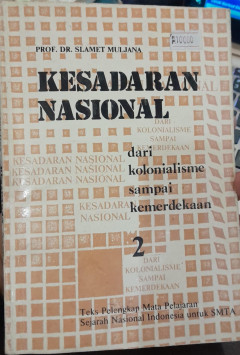 PROF. DR. SLAMET MULJANA
KESADARAN
NASIONAL
DARI
KOLONIALISME
SAMPAI
KEMERDEKAAN
KESADARAN NASIONAL
KESADARAN NASIONAL
KESADARAN NASIONAL
dari
kolonialisme
sampai
kemerdekaan
KESADARAN
NASIONAL
2
DARI
KOLONIALISME
SAMPAI
KEMERDEKAAN
Teks Pelengkap Mata Pelajaran
Sejarah Nasional Indonesia untuk SMTA